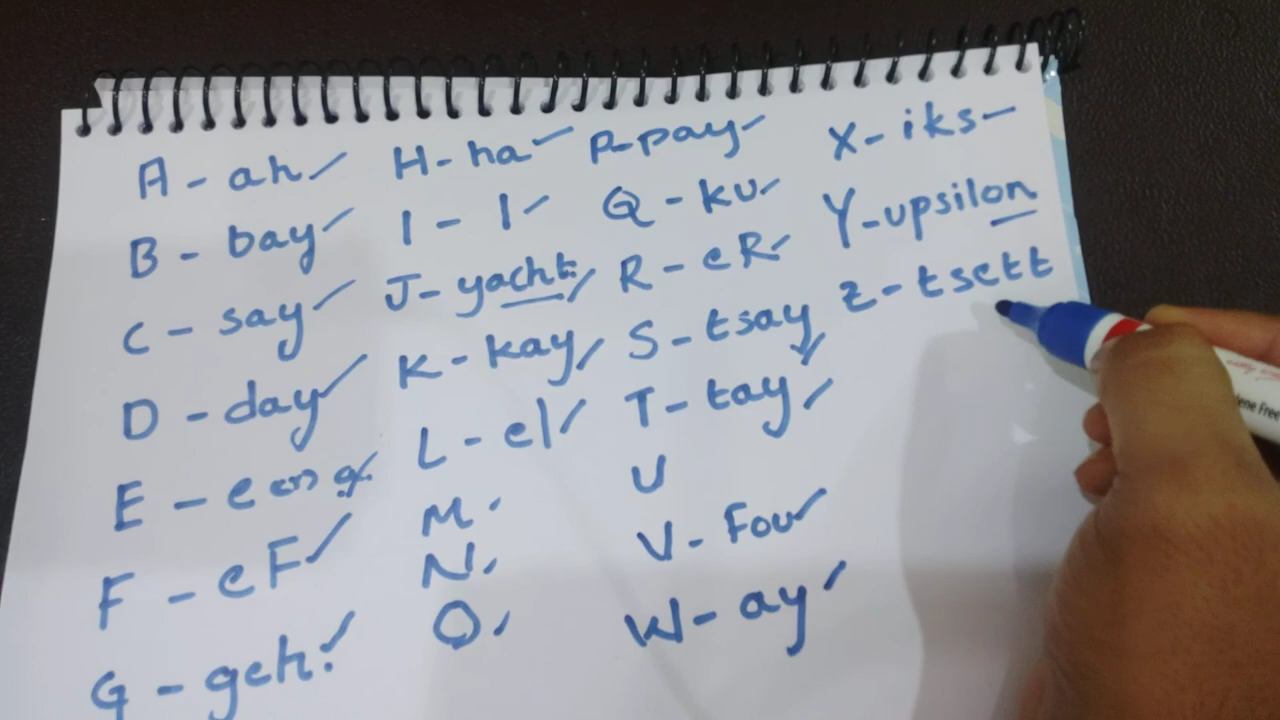 A - ah
B - bay
C - say
D - day
E - e
F - eF
G - geh
H - ha
I - I
J - yacht
K - kay
L - el
M
N
O
P - pay
Q - ku
R - eR
S - tsay
T - tay
U
V - Fou
W - ay
X - iks
Y - upsilon
Z - tsett